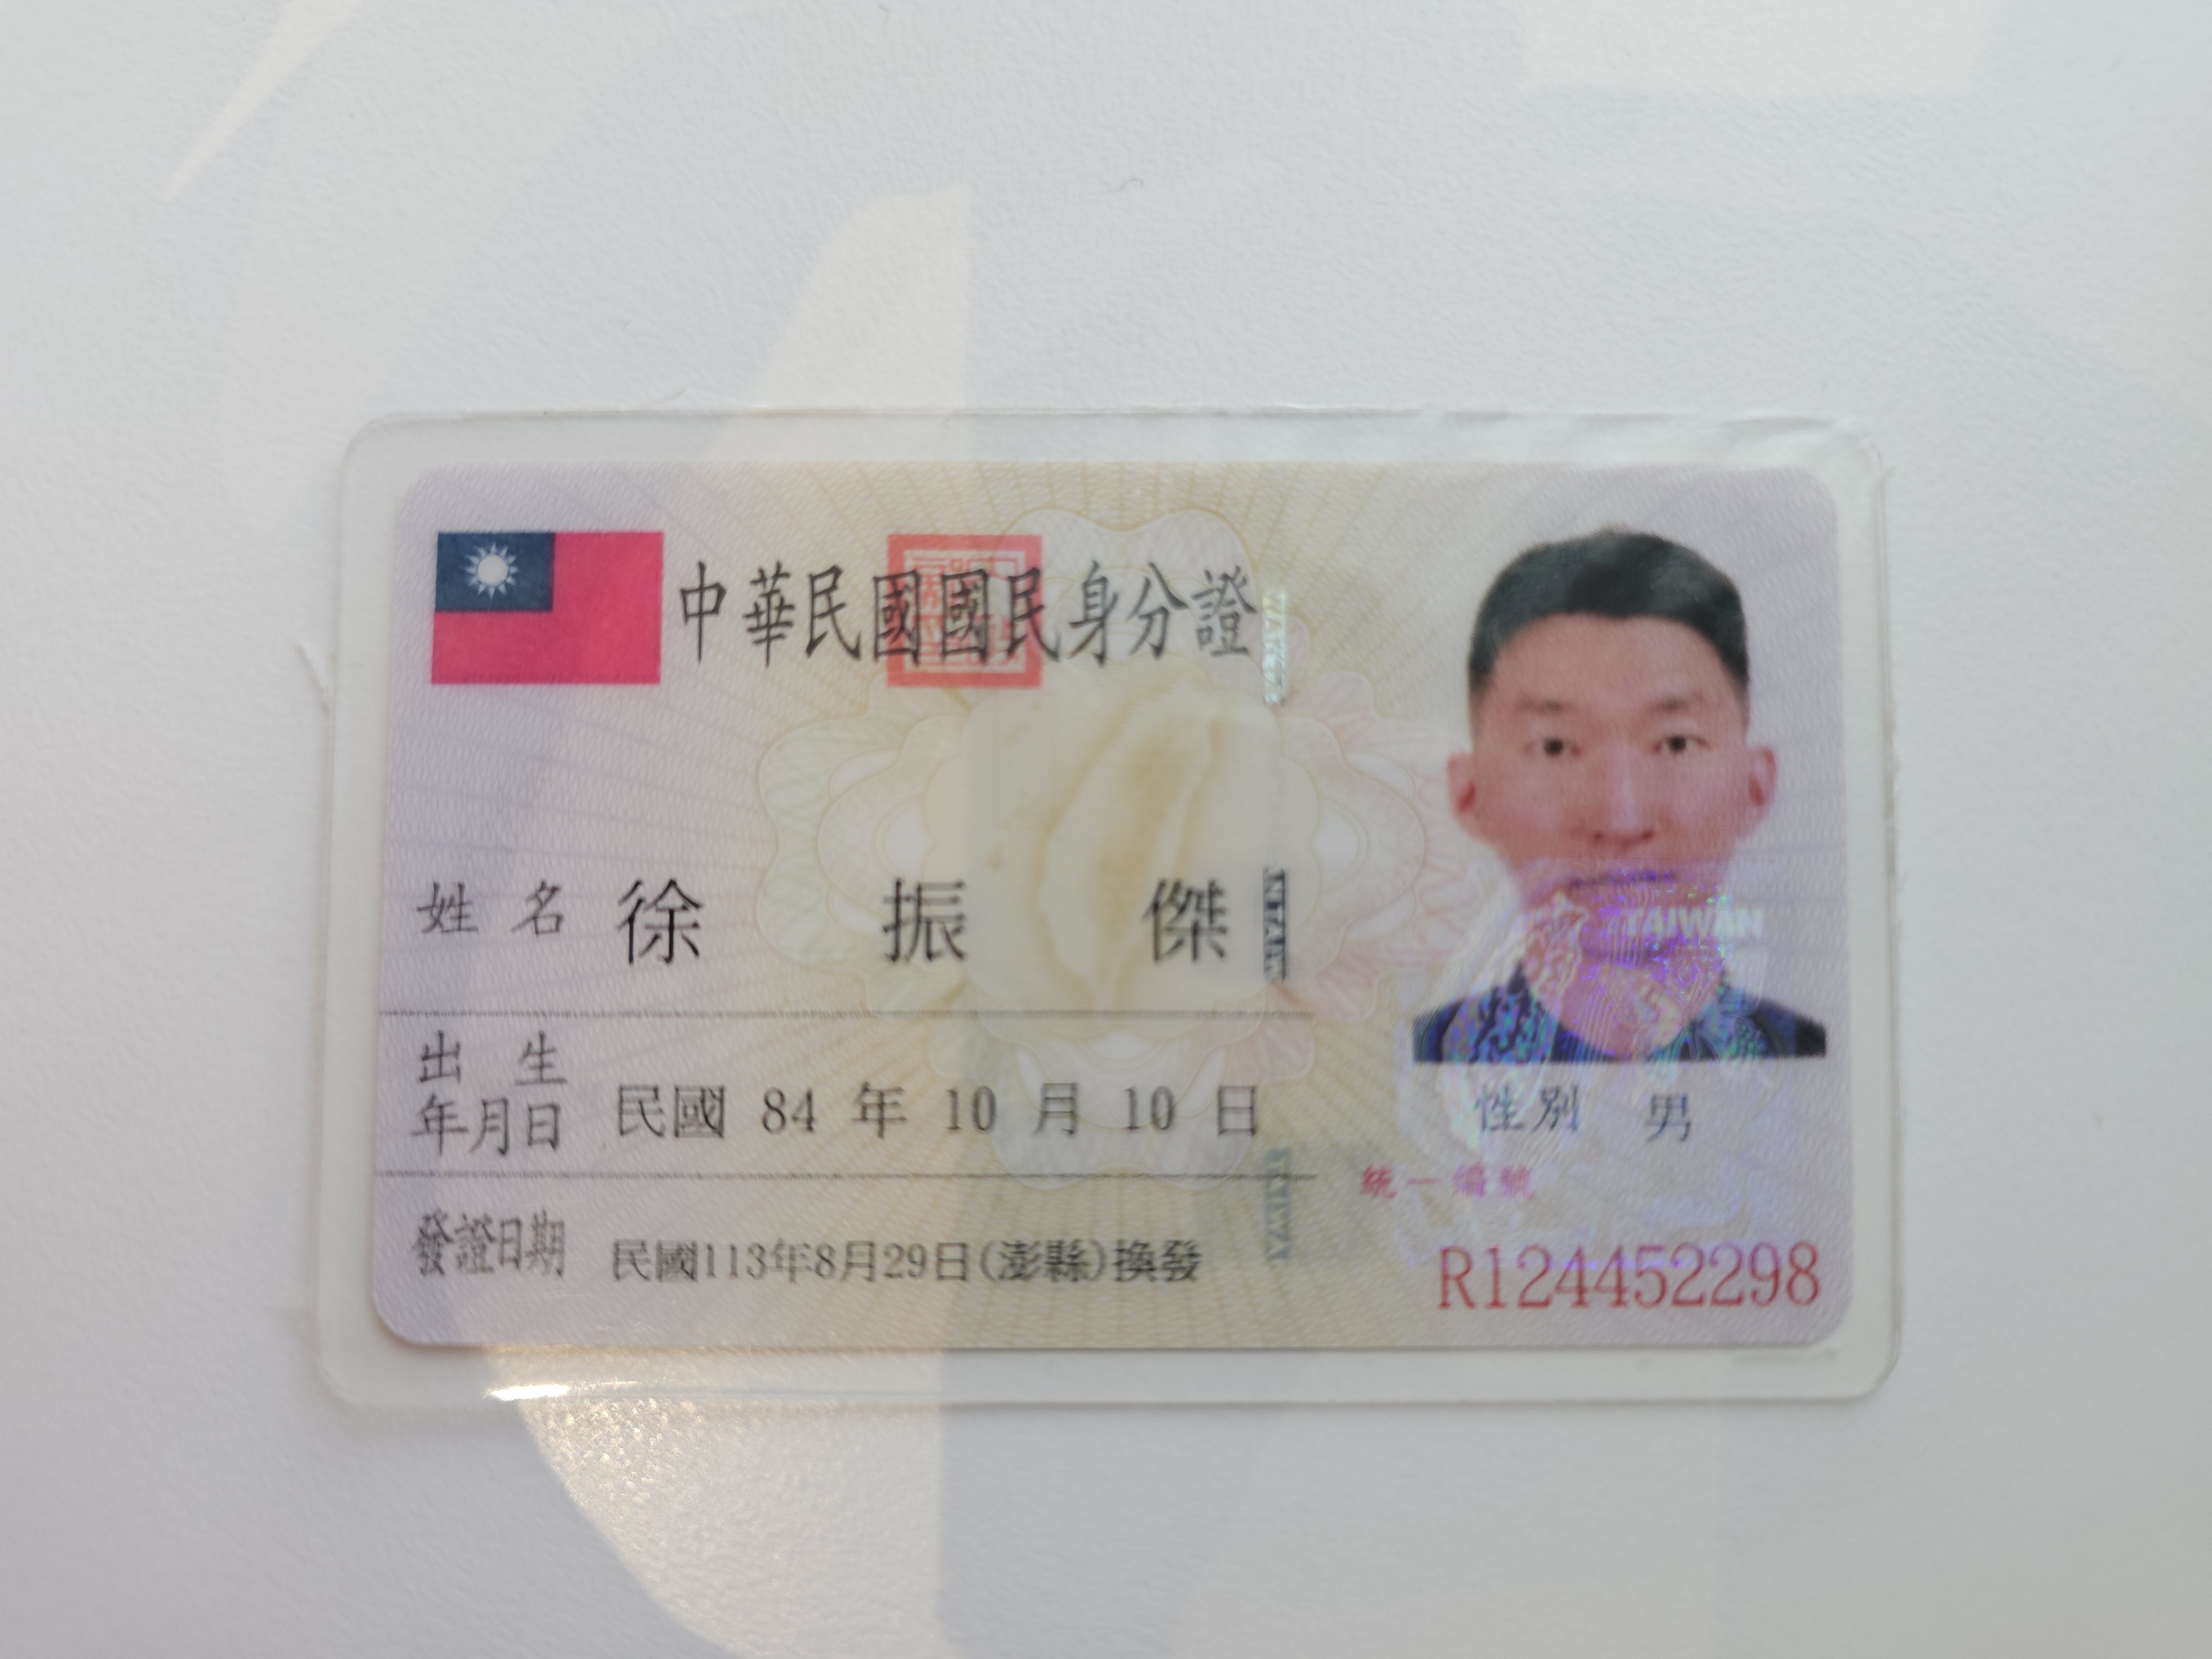 中華民國國民身分證
姓名 徐振傑
出生年月日 民國 84 年 10 月 10 日
發證日期 民國113年8月29日(澎縣)換發
TAIWAN
性別 男
統一編號
R124452298